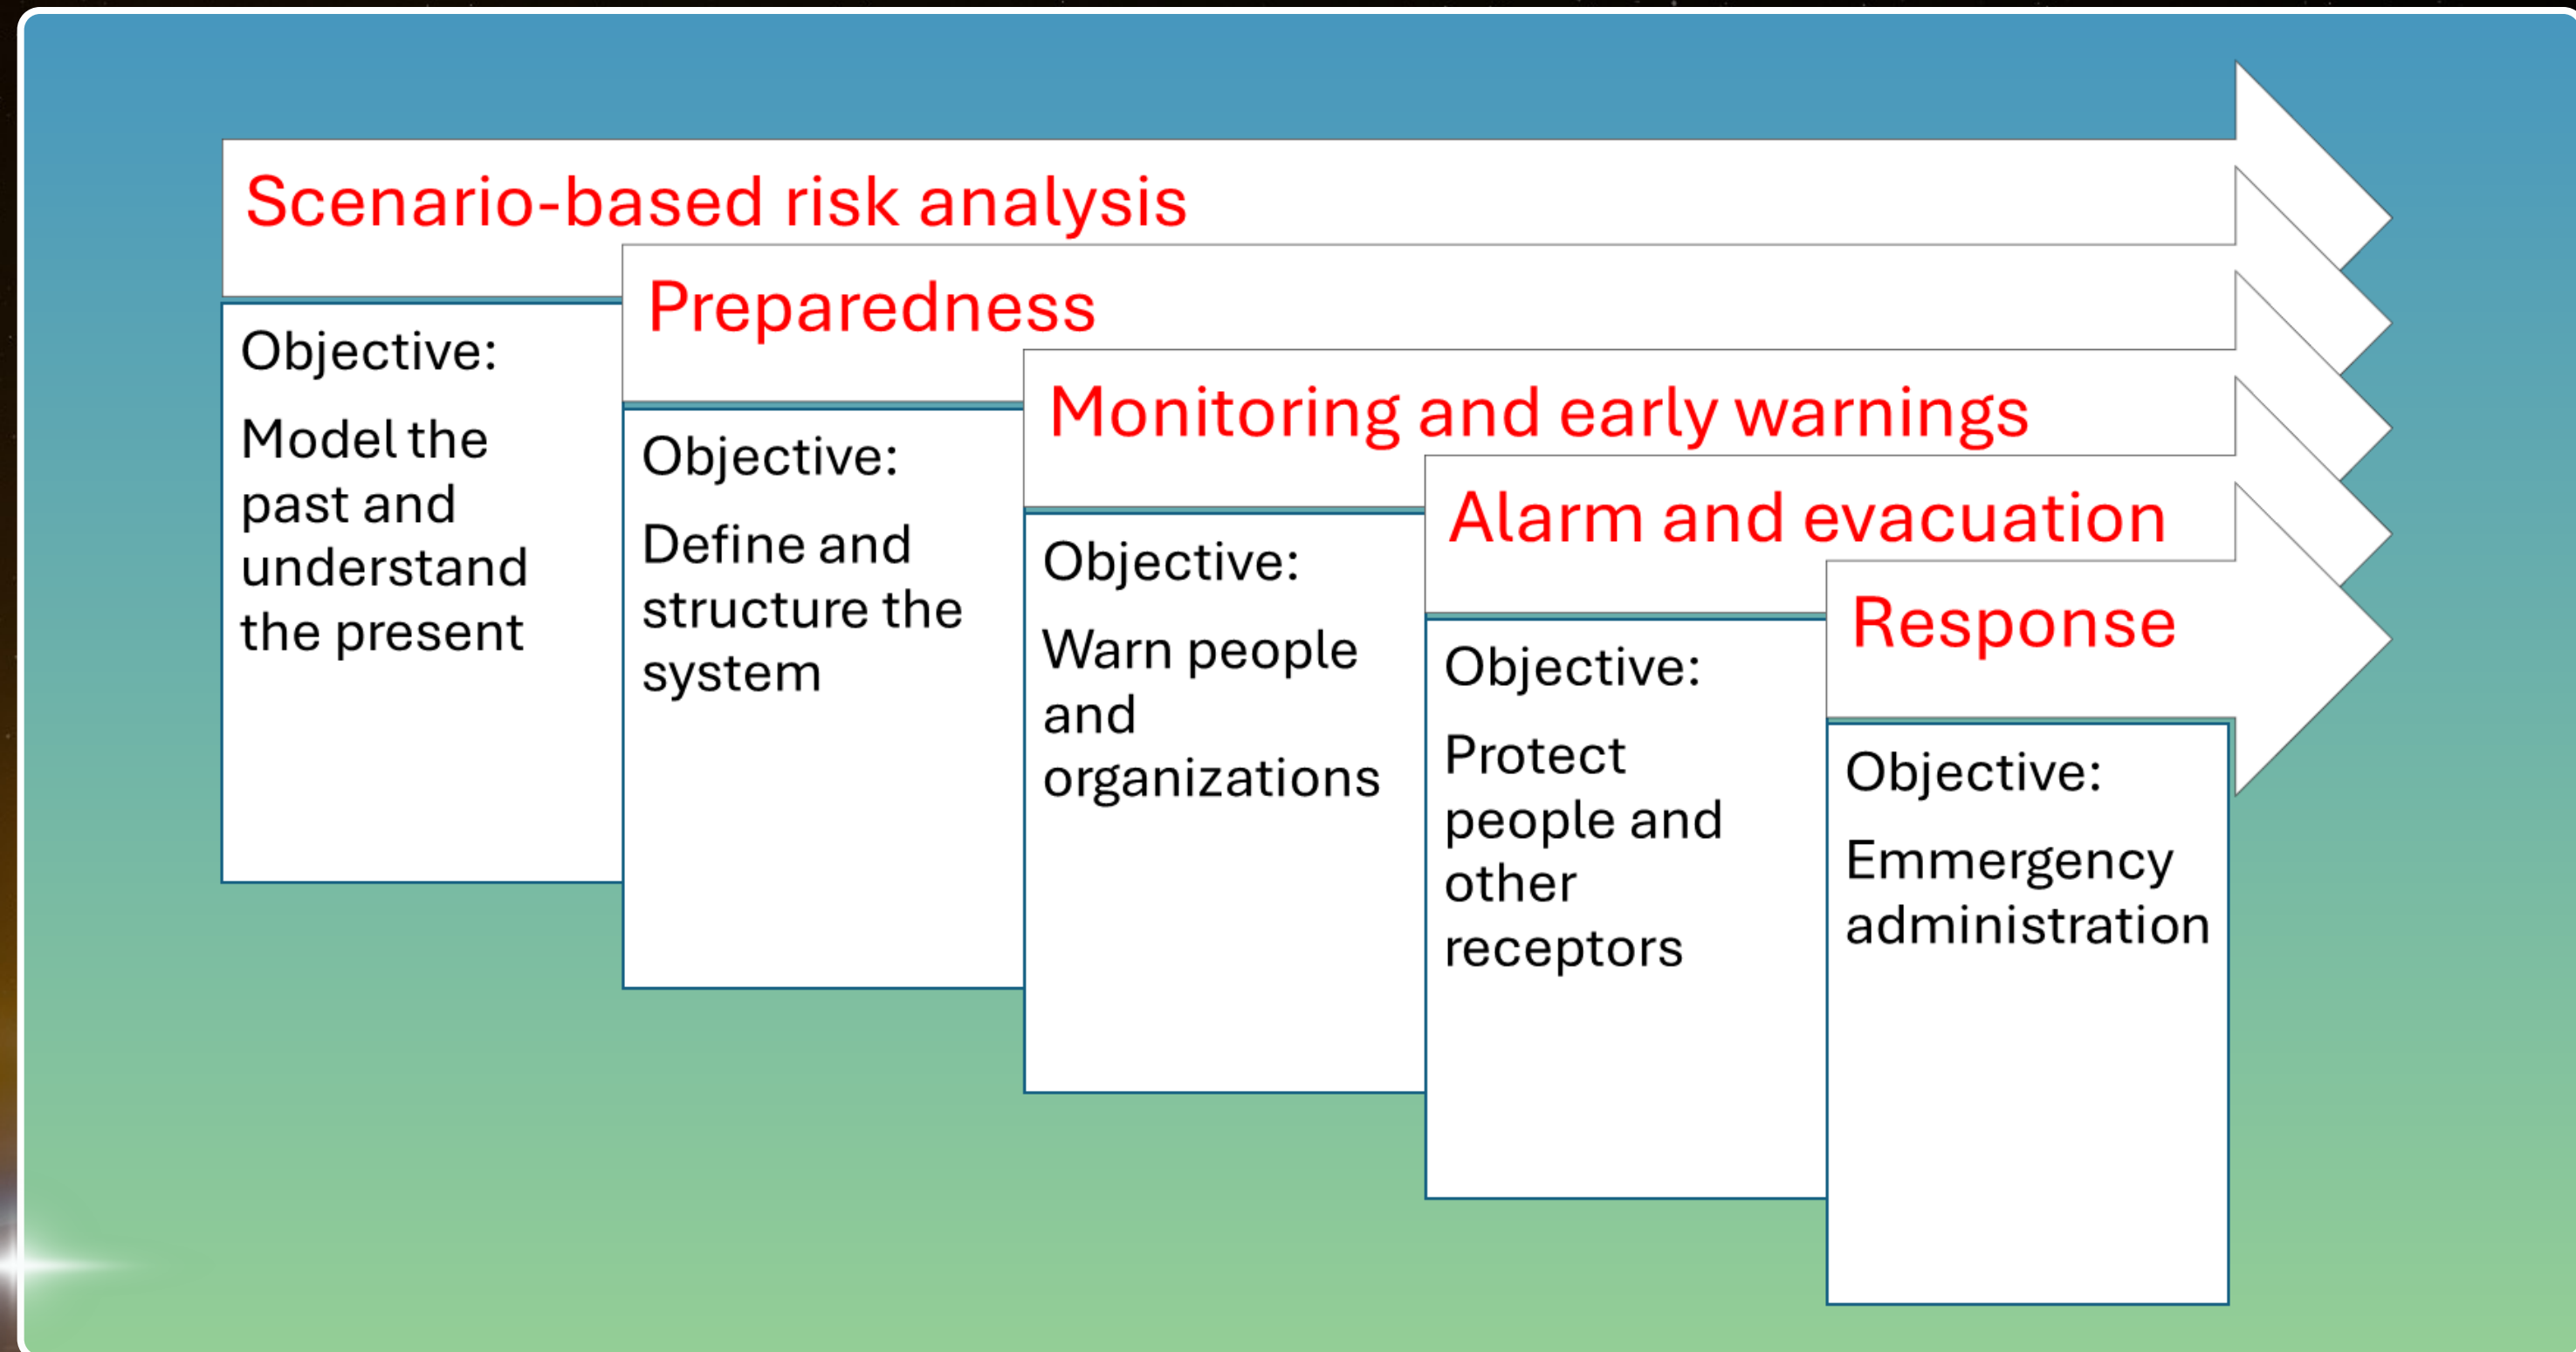 Scenario-based risk analysis
Objective:
Model the
past and
understand
the present
Preparedness
Objective:
Define and
structure the
system
Monitoring and early warnings
Objective:
Warn people
and
organizations
Alarm and evacuation
Objective:
Protect
people and
other
receptors
Response
Objective:
Emmergency
administration